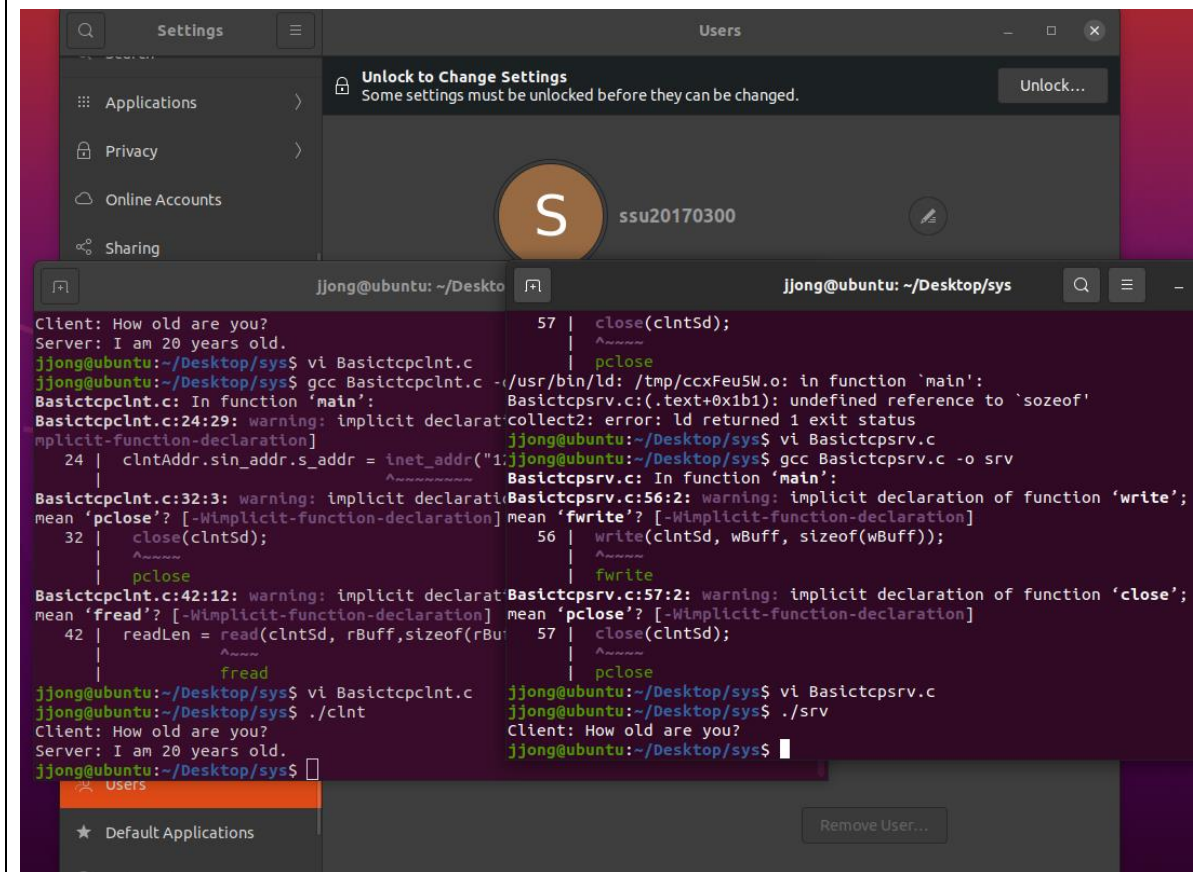 Settings
Users
Unlock to Change Settings
Some settings must be unlocked before they can be changed.
Unlock...
Applications
Privacy
Online Accounts
Sharing
S
ssu20170300
jjong@ubuntu: ~/Deskto
Client: How old are you?
Server: I am 20 years old.
jjong@ubuntu:~/Desktop/sys$ vi Basictcpclnt.c
jjong@ubuntu:~/Desktop/sys$ gcc Basictcpclnt.c -
Basictcpclnt.c: In function ‘main’:
Basictcpclnt.c:24:29: warning: implicit declarat
mplicit-function-declaration]
24 | clntAddr.sin_addr.s_addr = inet_addr("1
| ^~~~~~~~~
Basictcpclnt.c:32:3: warning: implicit declarati
mean ‘pclose’? [-Wimplicit-function-declaration]
32 | close(clntSd);
| ^~~~~
| pclose
Basictcpclnt.c:42:12: warning: implicit declarat
mean ‘fread’? [-Wimplicit-function-declaration]
42 | readLen = read(clntSd, rBuff,sizeof(rBu
| ^~~~
| fread
jjong@ubuntu:~/Desktop/sys$ vi Basictcpclnt.c
jjong@ubuntu:~/Desktop/sys$ ./clnt
Client: How old are you?
Server: I am 20 years old.
jjong@ubuntu:~/Desktop/sys$
jjong@ubuntu: ~/Desktop/sys
57 | close(clntSd);
| ^~~~~
| pclose
/usr/bin/ld: /tmp/ccxFeu5W.o: in function `main':
Basictcpsrv.c:(.text+0x1b1): undefined reference to `sozeof'
collect2: error: ld returned 1 exit status
jjong@ubuntu:~/Desktop/sys$ vi Basictcpsrv.c
jjong@ubuntu:~/Desktop/sys$ gcc Basictcpsrv.c -o srv
Basictcpsrv.c: In function ‘main’:
Basictcpsrv.c:56:2: warning: implicit declaration of function ‘write’;
mean ‘fwrite’? [-Wimplicit-function-declaration]
56 | write(clntSd, wBuff, sizeof(wBuff));
| ^~~~~
| fwrite
Basictcpsrv.c:57:2: warning: implicit declaration of function ‘close’;
mean ‘pclose’? [-Wimplicit-function-declaration]
57 | close(clntSd);
| ^~~~~
| pclose
jjong@ubuntu:~/Desktop/sys$ vi Basictcpsrv.c
jjong@ubuntu:~/Desktop/sys$ ./srv
Client: How old are you?
jjong@ubuntu:~/Desktop/sys$
Users
Default Applications
Remove User...